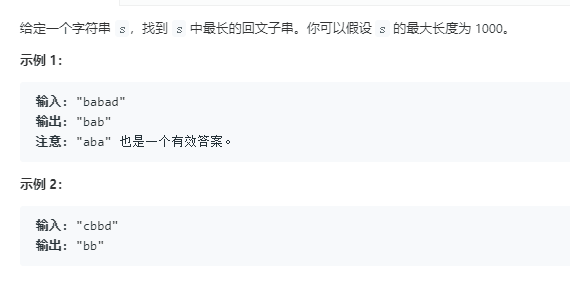 给定一个字符串 s，找到 s 中最长的回文子串。你可以假设 s 的最大长度为 1000。
示例 1：
输入: "babad"
输出: "bab"
注意: "aba" 也是一个有效答案。
示例 2：
输入: "cbbd"
输出: "bb"